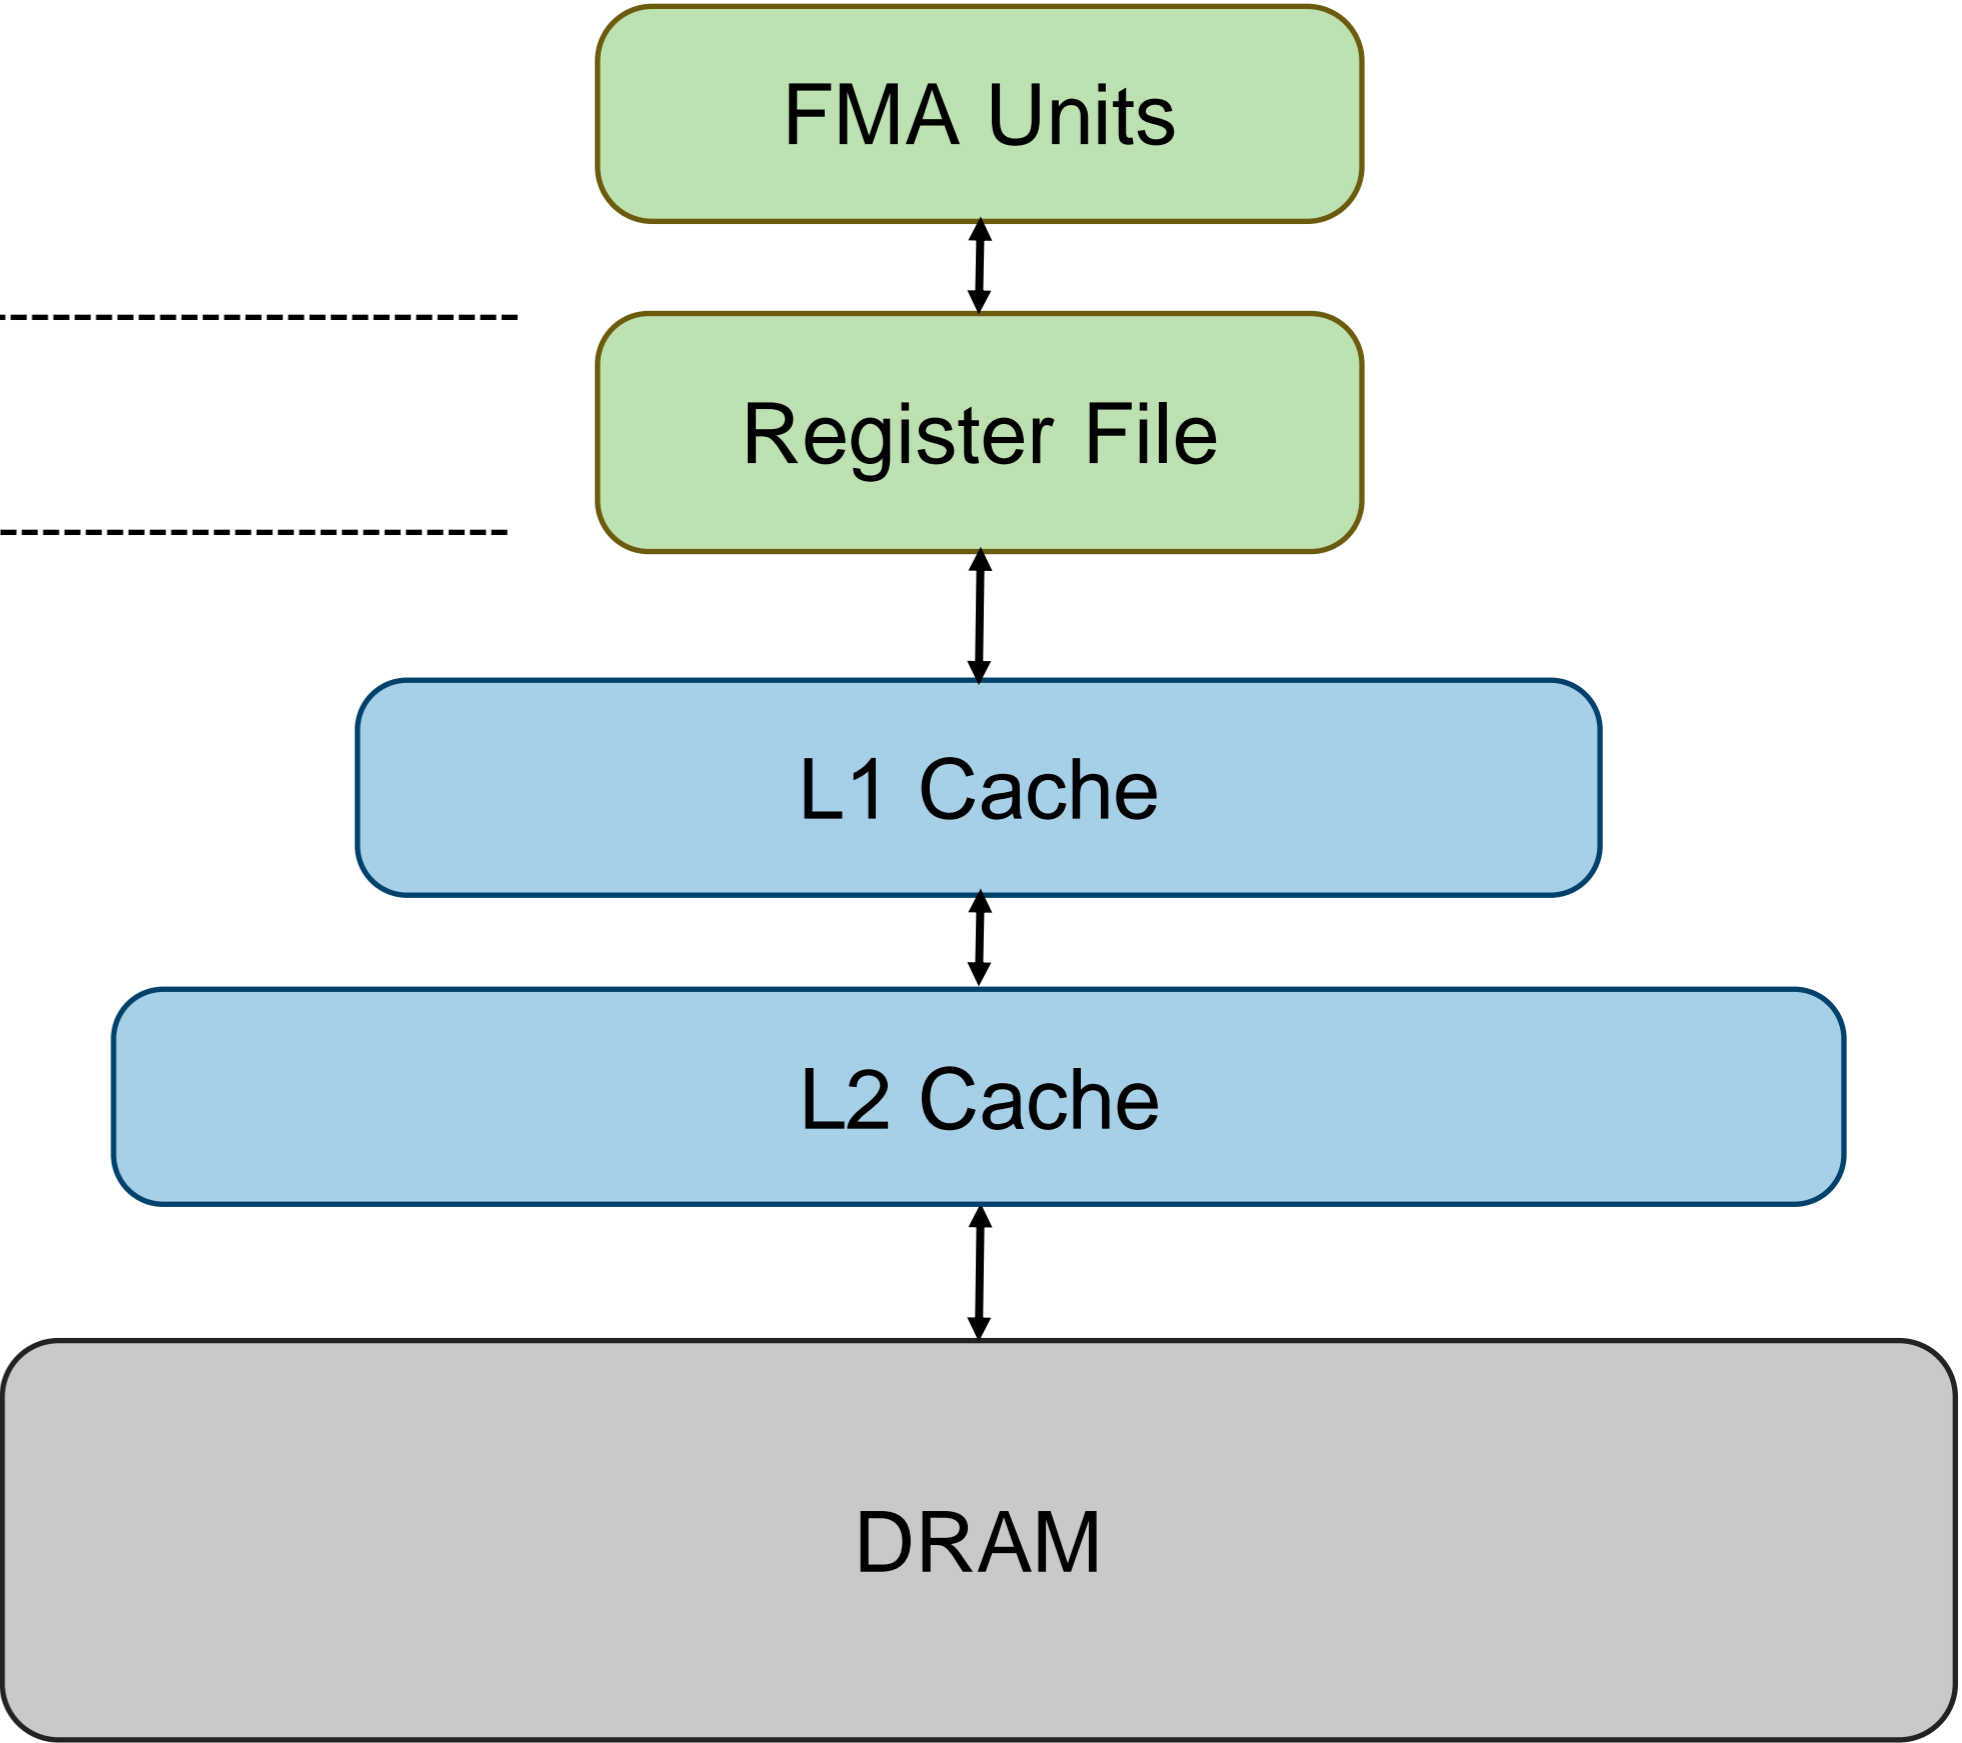 FMA Units
Register File
L1 Cache
L2 Cache
DRAM